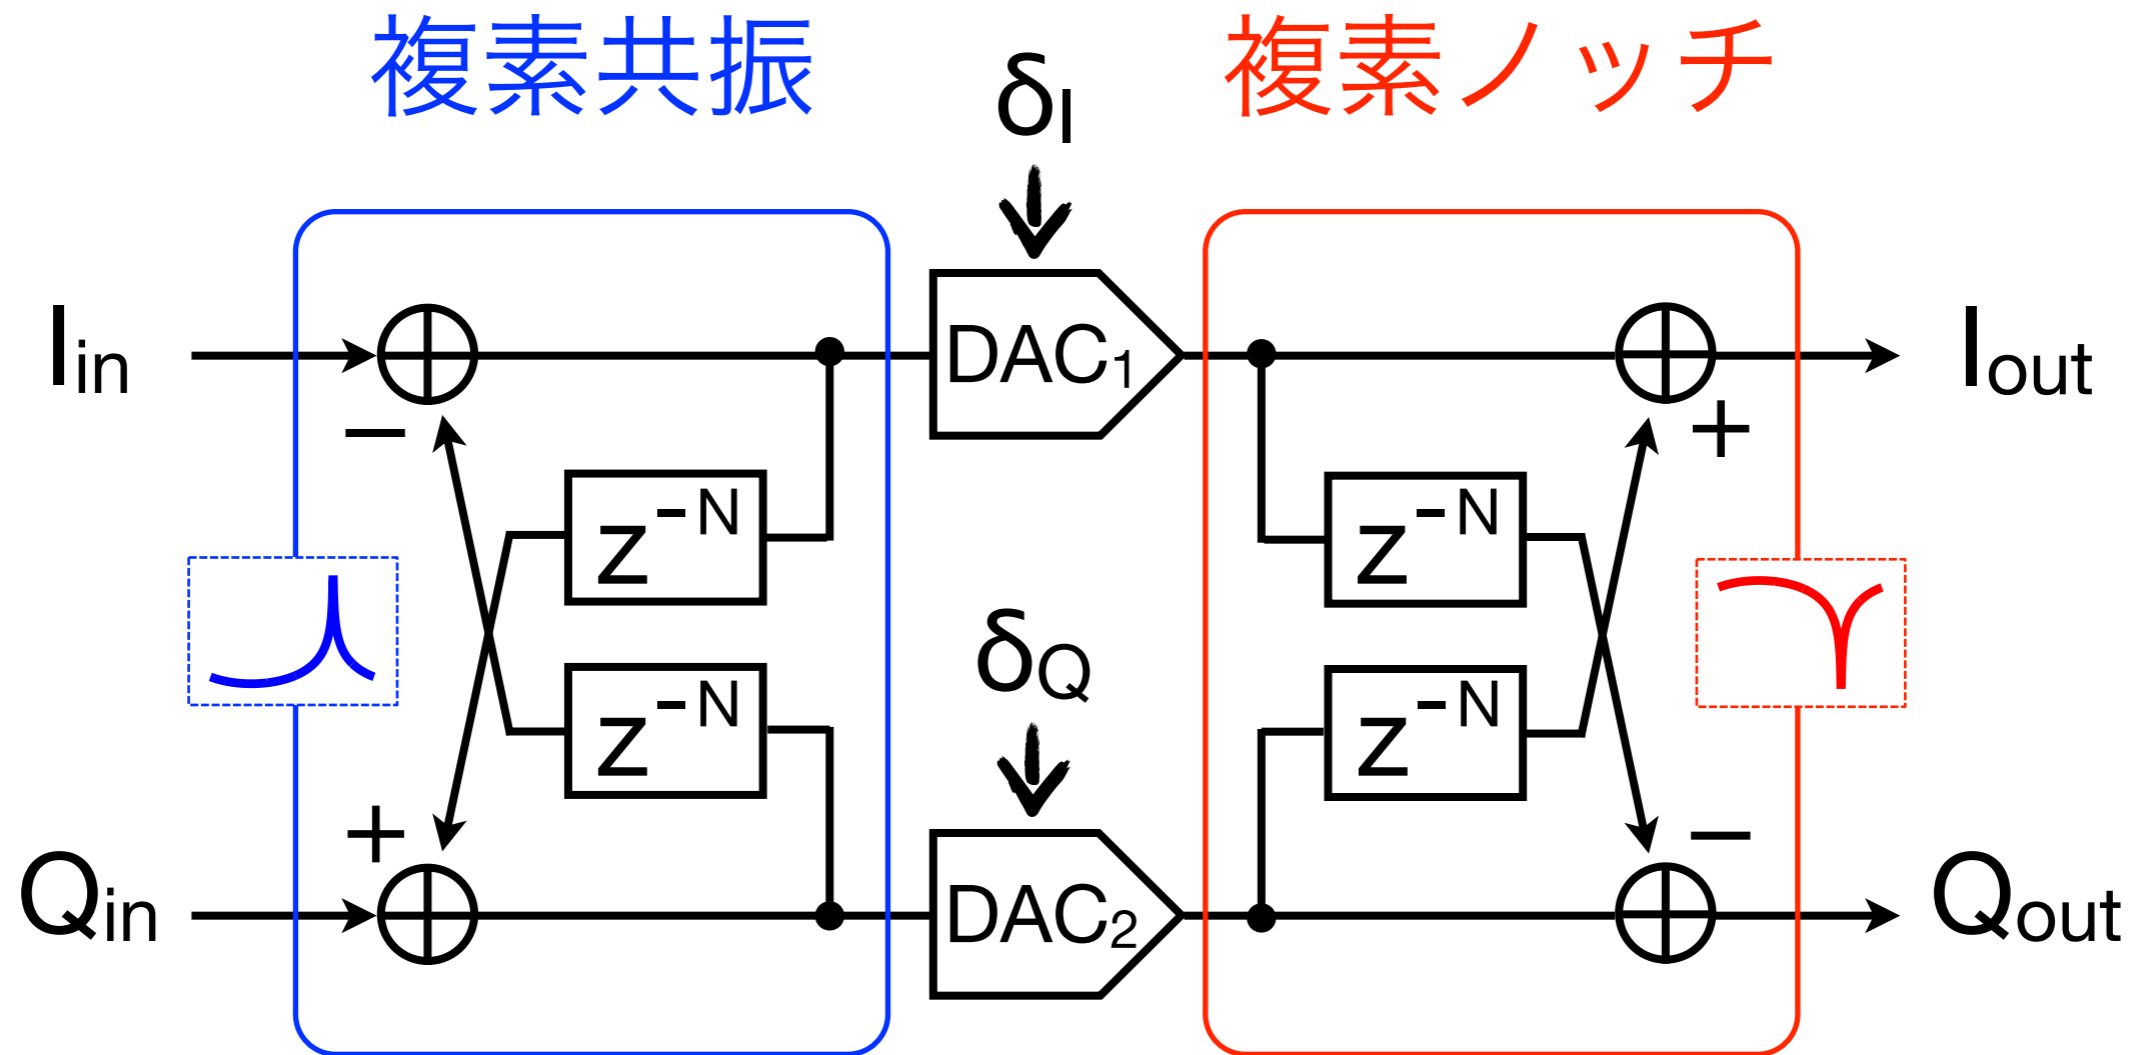 複素共振
複素ノッチ
δI
Iin
DAC1
Iout
−
+
z-N
z-N
δQ
z-N
z-N
+
−
Qin
DAC2
Qout